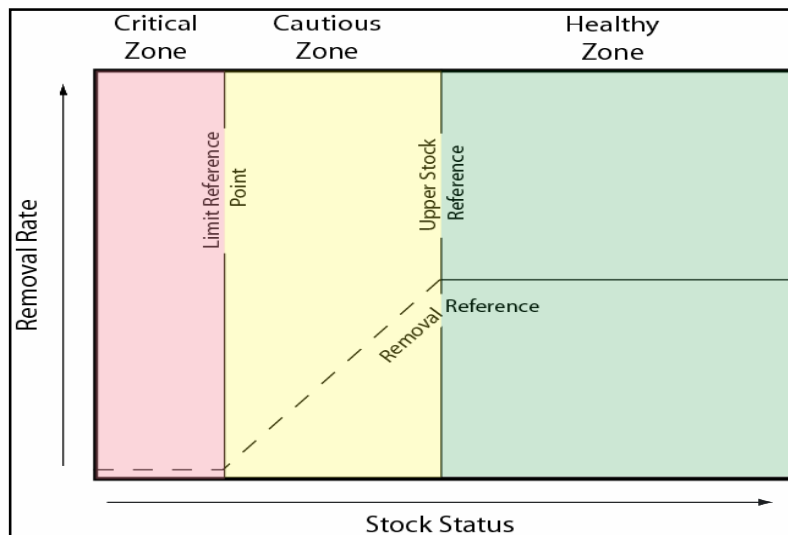 Critical
Zone
Cautious
Zone
Healthy
Zone
Removal Rate
Limit Reference
Point
Upper Stock
Reference
Removal Reference
Stock Status